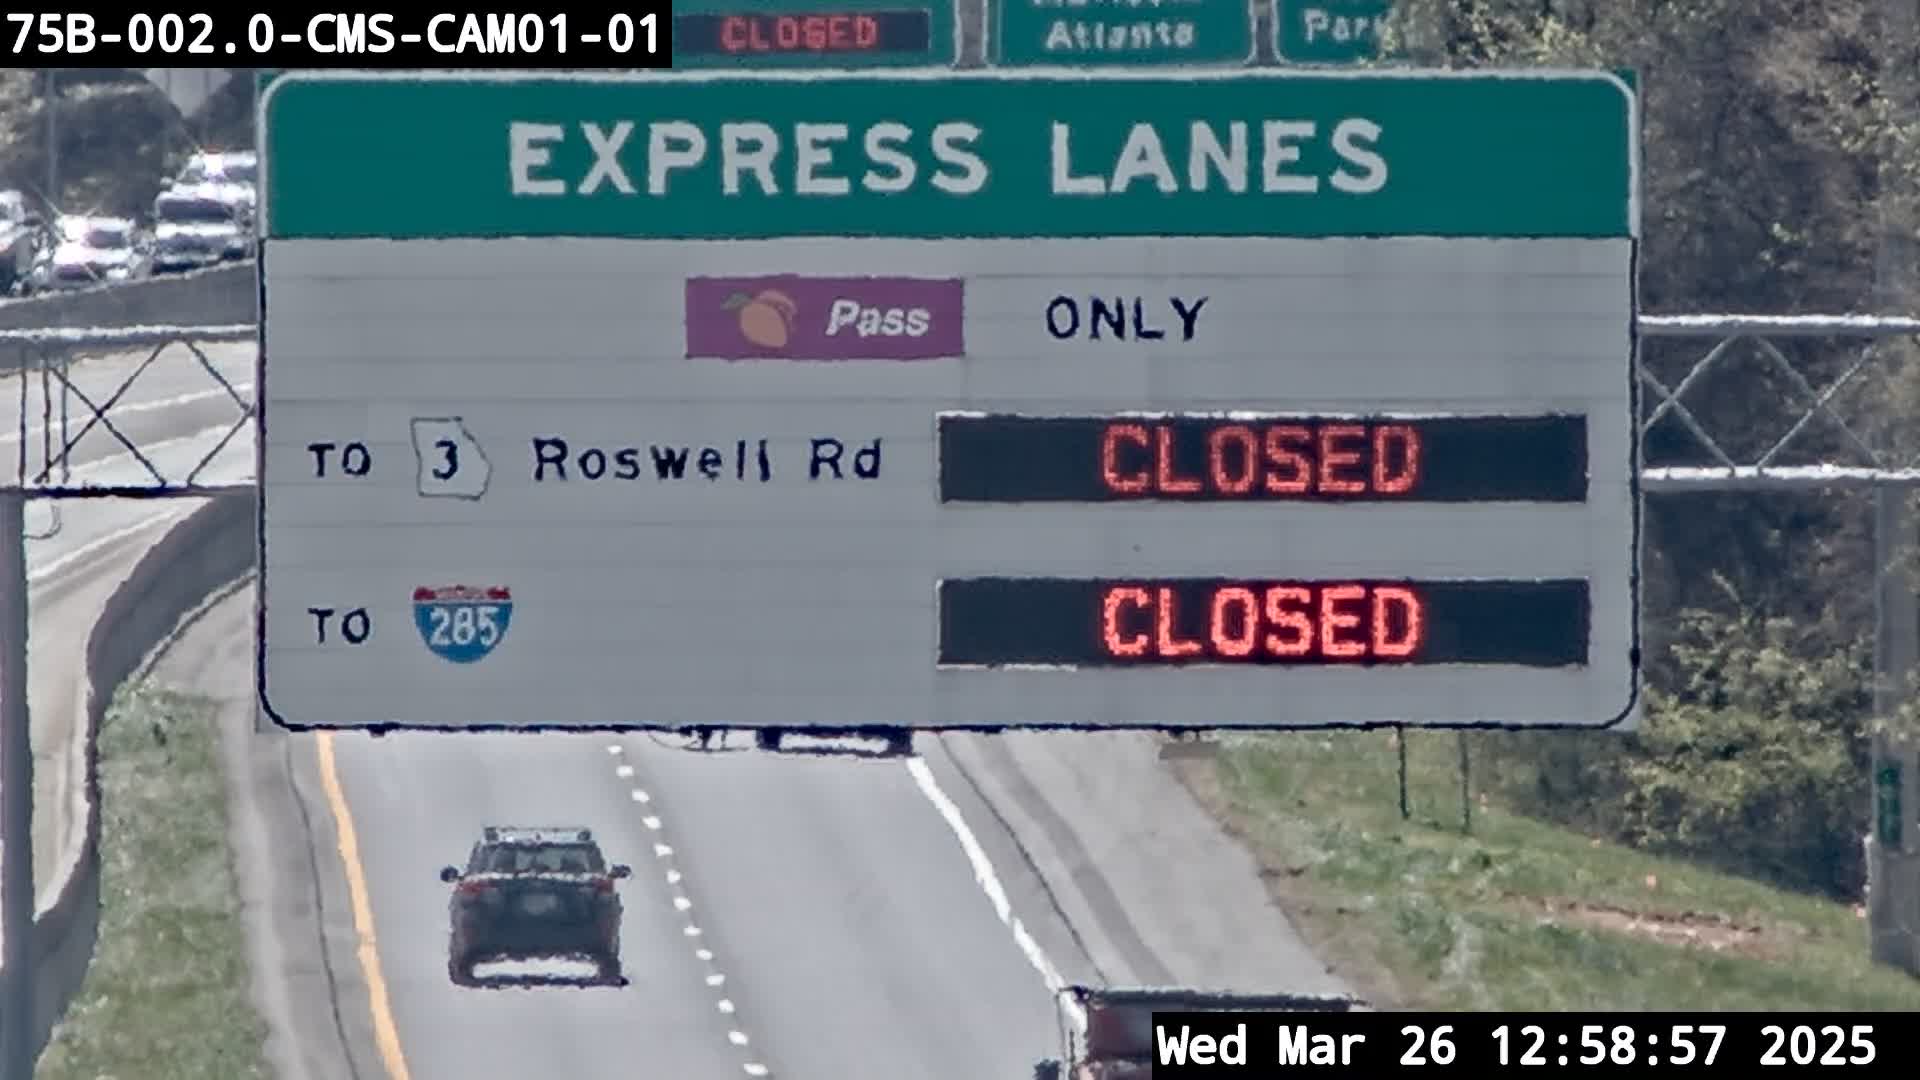 75B-002.0-CMS-CAM01-01
CLOSED
Atlanta
EXPRESS LANES
Pass ONLY
TO 3 Roswell Rd CLOSED
TO 285 CLOSED
Wed Mar 26 12:58:57 2025